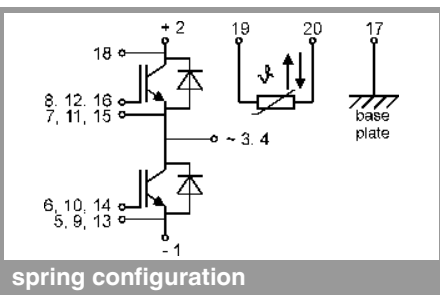 + 2 19 20 17
18
8. 12. 16
7, 11, 15
base
plate
~ 3. 4
6, 10, 14
5, 9, 13
- 1
spring configuration